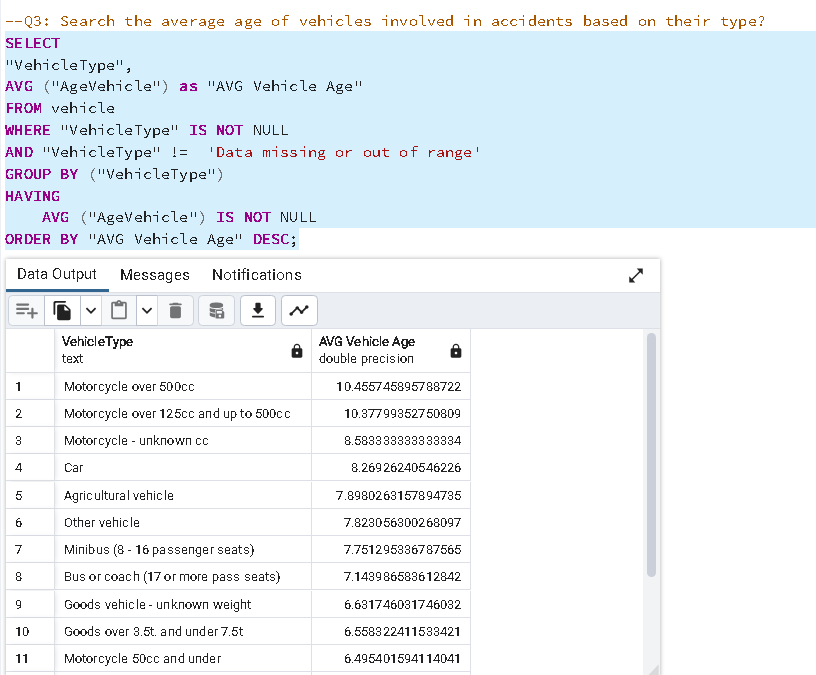 --Q3: Search the average age of vehicles involved in accidents based on their type?
SELECT
"VehicleType",
AVG ("AgeVehicle") as "AVG Vehicle Age"
FROM vehicle
WHERE "VehicleType" IS NOT NULL
AND "VehicleType" != 'Data missing or out of range'
GROUP BY ("VehicleType")
HAVING
AVG ("AgeVehicle") IS NOT NULL
ORDER BY "AVG Vehicle Age" DESC;
Data Output Messages Notifications
VehicleType AVG Vehicle Age
text double precision
1 Motorcycle over 500cc 10.455745895788722
2 Motorcycle over 125cc and up to 500cc 10.37799352750809
3 Motorcycle - unknown cc 8.583333333333334
4 Car 8.26926240546226
5 Agricultural vehicle 7.8980263157894735
6 Other vehicle 7.823056300268097
7 Minibus (8 - 16 passenger seats) 7.751295336787565
8 Bus or coach (17 or more pass seats) 7.143986583612842
9 Goods vehicle - unknown weight 6.631746031746032
10 Goods over 3.5t. and under 7.5t 6.558322411533421
11 Motorcycle 50cc and under 6.495401594114041